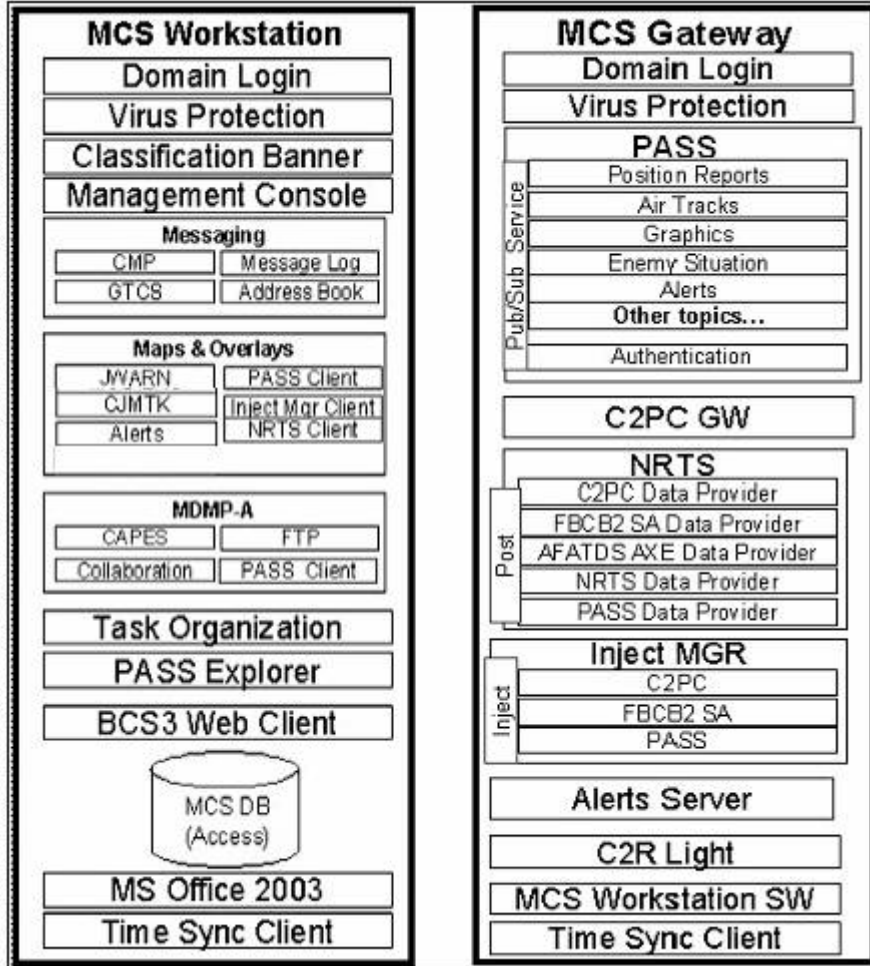 MCS Workstation
Domain Login
Virus Protection
Classification Banner
Management Console
Messaging
CMP
Message Log
GTCS
Address Book
Maps & Overlays
JWARN
PASS Client
CJMTK
Inject Mgr Client
Alerts
NRTS Client
MDMP-A
CAPES
FTP
Collaboration
PASS Client
Task Organization
PASS Explorer
BCS3 Web Client
MCS DB
(Access)
MS Office 2003
Time Sync Client
MCS Gateway
Domain Login
Virus Protection
PASS
Pub/Sub Service
Position Reports
Air Tracks
Graphics
Enemy Situation
Alerts
Other topics...
Authentication
C2PC GW
NRTS
Post
C2PC Data Provider
FBCB2 SA Data Provider
AFATDS AXE Data Provider
NRTS Data Provider
PASS Data Provider
Inject MGR
Inject
C2PC
FBCB2 SA
PASS
Alerts Server
C2R Light
MCS Workstation SW
Time Sync Client